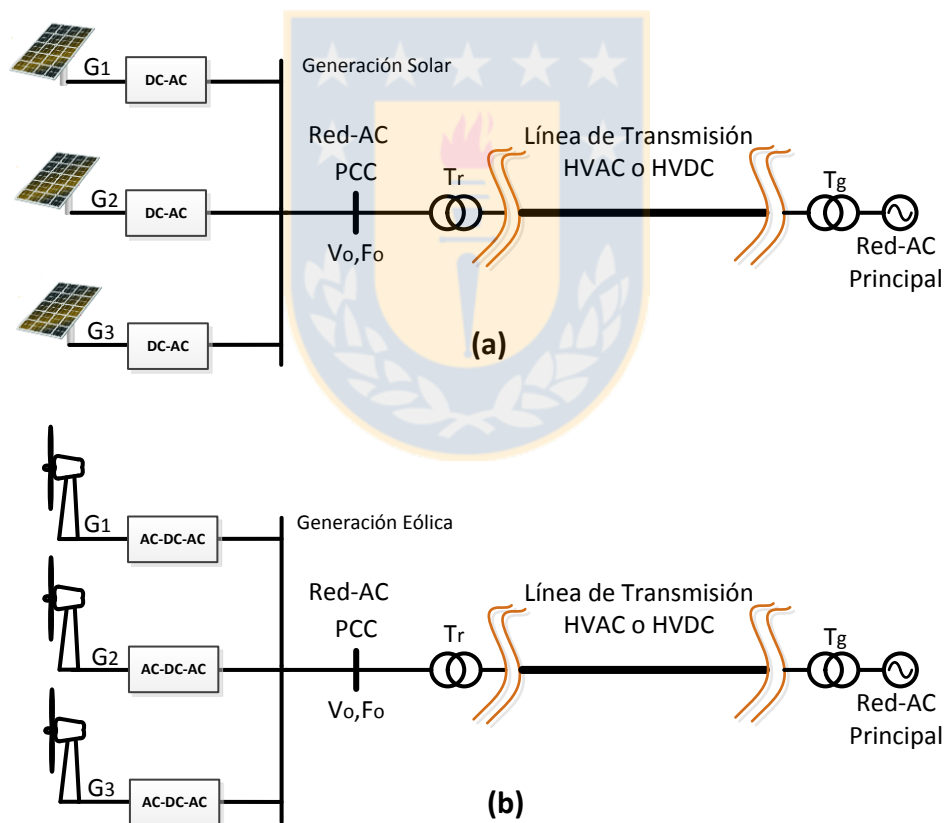 G1
DC-AC
Generación Solar
Red-AC
PCC
Línea de Transmisión
HVAC o HVDC
Tr
Tg
G2
DC-AC
Vo,Fo
Red-AC
Principal
G3
DC-AC
(a)
G1
AC-DC-AC
Generación Eólica
Red-AC
PCC
Línea de Transmisión
HVAC o HVDC
Tr
Tg
G2
AC-DC-AC
Vo,Fo
Red-AC
Principal
G3
AC-DC-AC
(b)